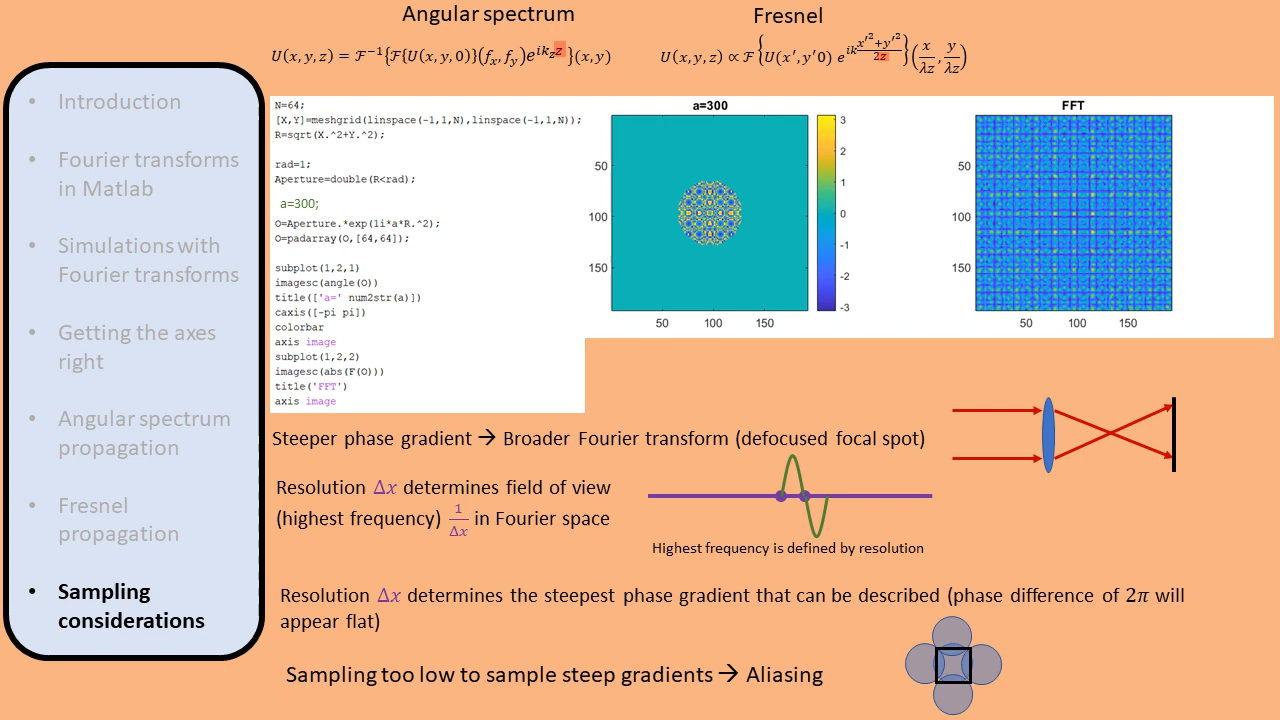 Angular spectrum
Fresnel
U(x,y,z) = ℱ⁻¹{ℱ{U(x,y,0)}(fₓ,f_y)e^{ik_z z}}(x,y)
U(x,y,z) ∝ ℱ{U(x′,y′0) e^{ik(x′²+y′²)/2z}}(x/λz, y/λz)
• Introduction
• Fourier transforms
in Matlab
• Simulations with
Fourier transforms
• Getting the axes
right
• Angular spectrum
propagation
• Fresnel
propagation
• Sampling
considerations
N=64;
[X,Y]=meshgrid(linspace(-1,1,N),linspace(-1,1,N));
R=sqrt(X.^2+Y.^2);
rad=1;
Aperture=double(R<rad);
a=300;
O=Aperture.*exp(1i*a*R.^2);
O=padarray(O,[64,64]);
subplot(1,2,1)
imagesc(angle(O))
title(['a=' num2str(a)])
caxis([-pi pi])
colorbar
axis image
subplot(1,2,2)
imagesc(abs(F(O)))
title('FFT')
axis image
a=300
50
100
150
50 100 150
3
2
1
0
-1
-2
-3
FFT
50
100
150
50 100 150
Steeper phase gradient → Broader Fourier transform (defocused focal spot)
Resolution Δx determines field of view
(highest frequency) 1/Δx in Fourier space
Highest frequency is defined by resolution
Resolution Δx determines the steepest phase gradient that can be described (phase difference of 2π will
appear flat)
Sampling too low to sample steep gradients → Aliasing